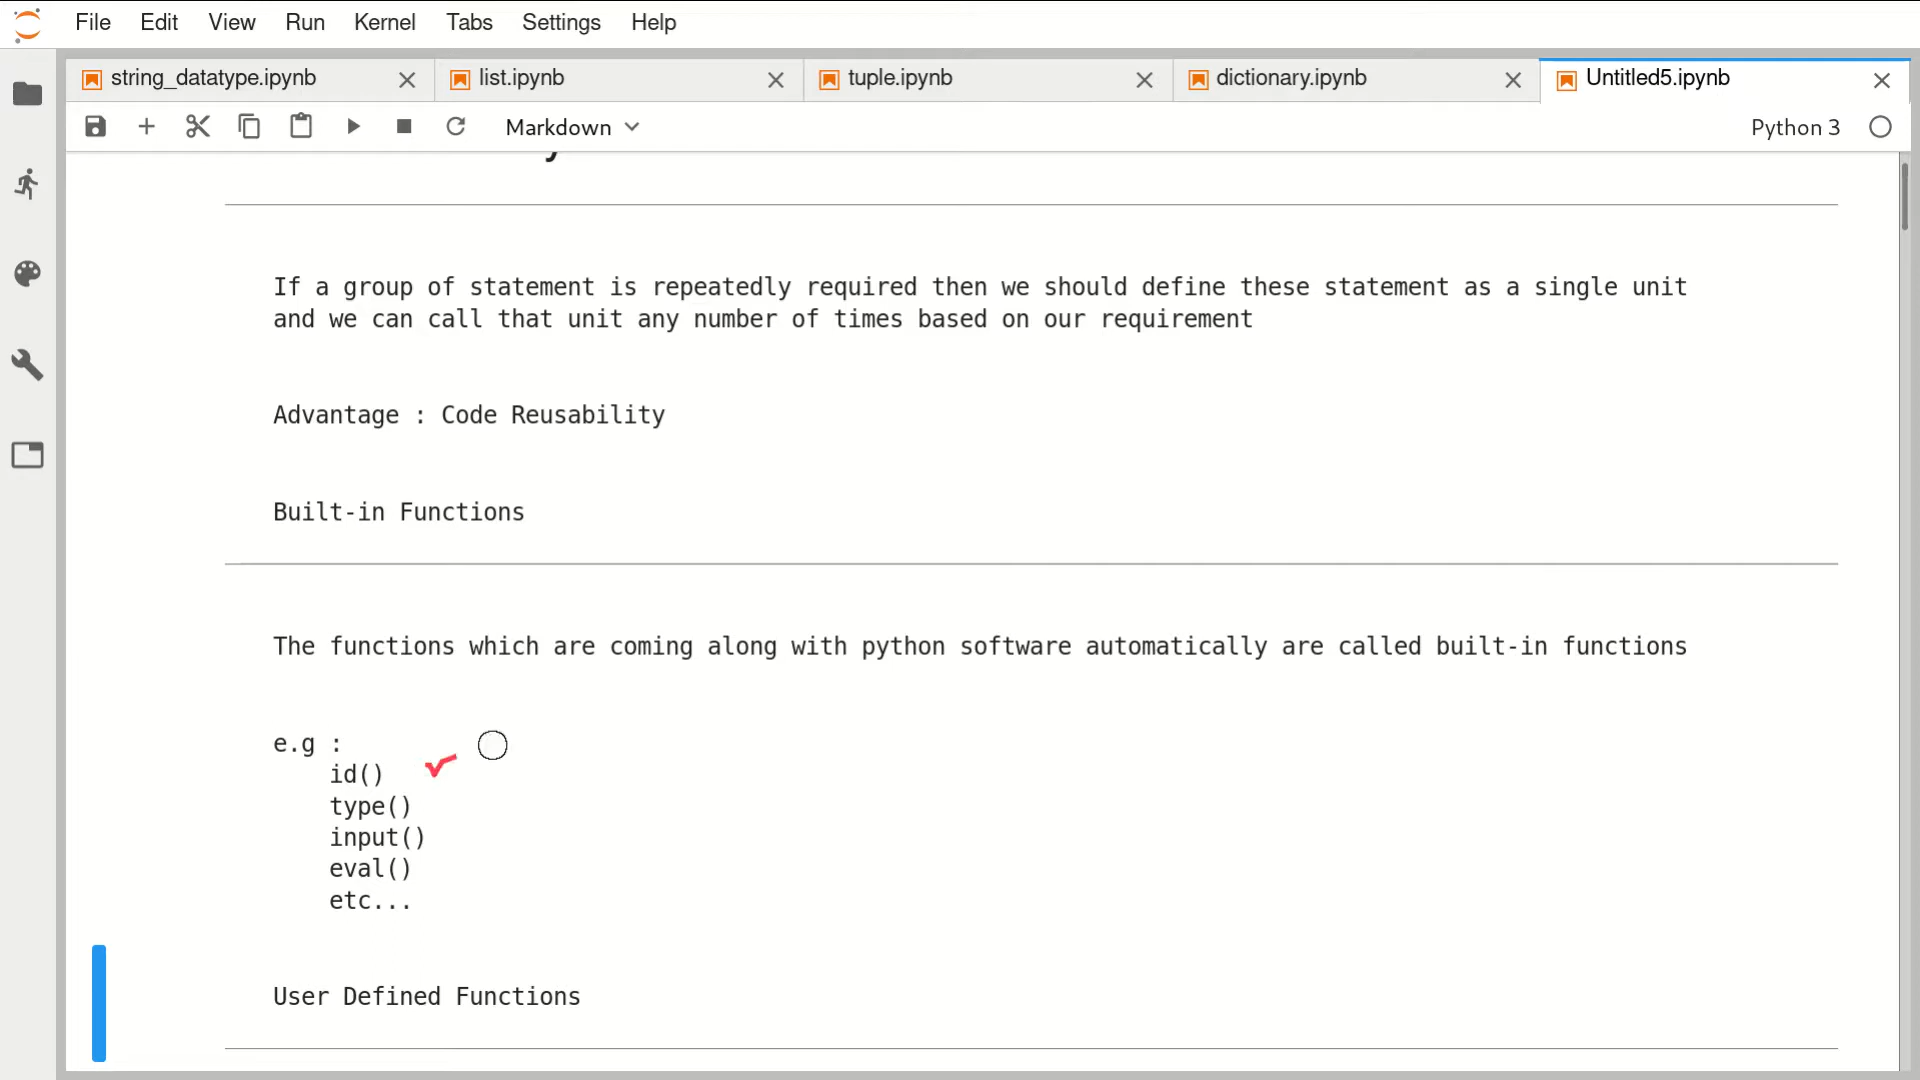 File Edit View Run Kernel Tabs Settings Help
string_datatype.ipynb list.ipynb tuple.ipynb dictionary.ipynb Untitled5.ipynb
Markdown Python 3
If a group of statement is repeatedly required then we should define these statement as a single unit
and we can call that unit any number of times based on our requirement
Advantage : Code Reusability
Built-in Functions
The functions which are coming along with python software automatically are called built-in functions
e.g :
id()
type()
input()
eval()
etc...
User Defined Functions